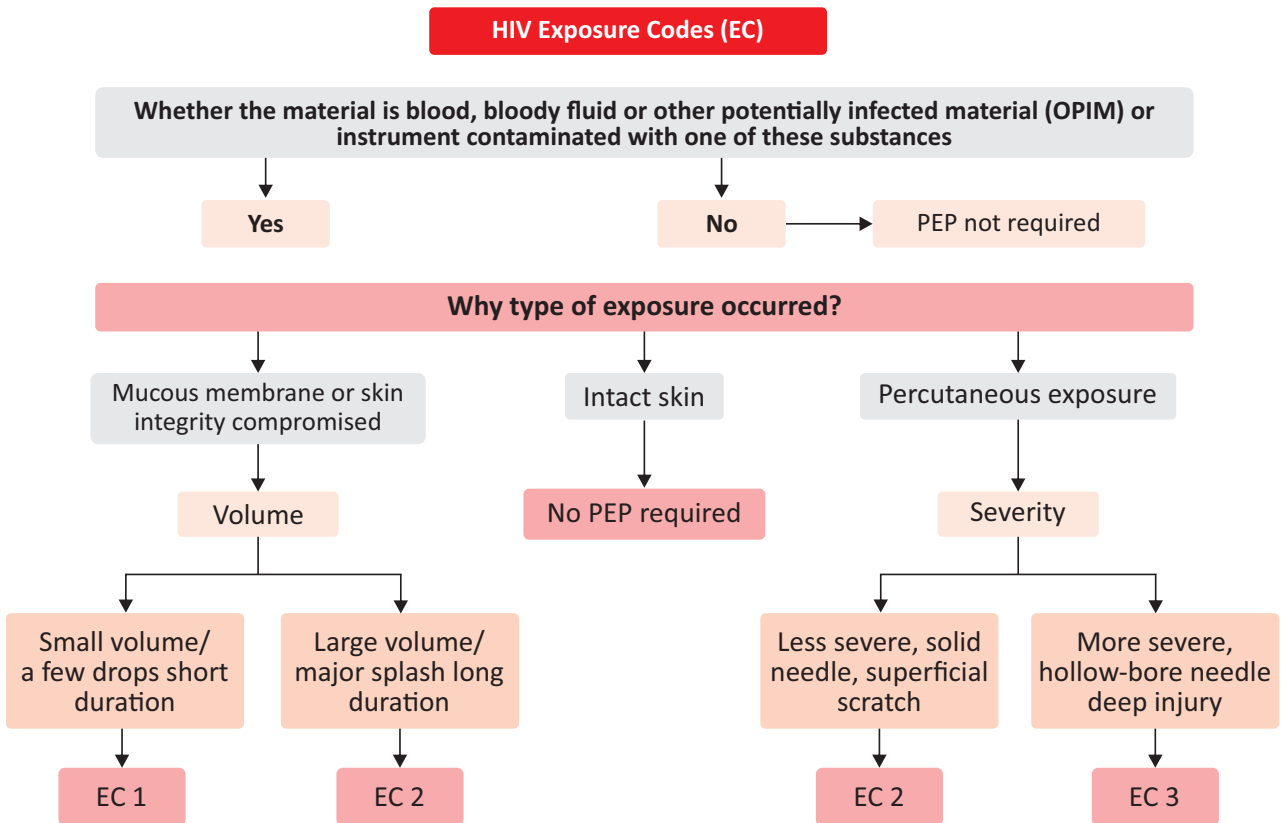 HIV Exposure Codes (EC)
Whether the material is blood, bloody fluid or other potentially infected material (OPIM) or
instrument contaminated with one of these substances
Yes
No
PEP not required
Why type of exposure occurred?
Mucous membrane or skin
integrity compromised
Intact skin
Percutaneous exposure
Volume
No PEP required
Severity
Small volume/
a few drops short
duration
Large volume/
major splash long
duration
Less severe, solid
needle, superficial
scratch
More severe,
hollow-bore needle
deep injury
EC 1
EC 2
EC 2
EC 3